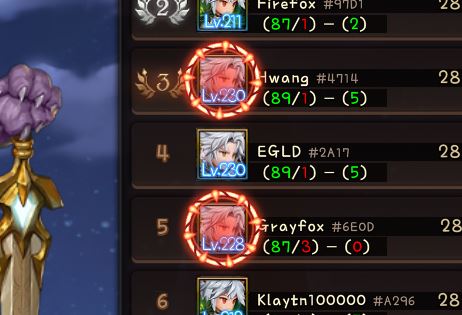 2 Firefox #97D1 28
Lv.211 (87/1) – (2)
3 Hwang #4714 28
Lv.230 (89/1) – (5)
4 EGLD #2A17 28
Lv.230 (89/1) – (5)
5 Grayfox #6E0D 28
Lv.228 (87/3) – (0)
6 Klaytn100000 #A296 28